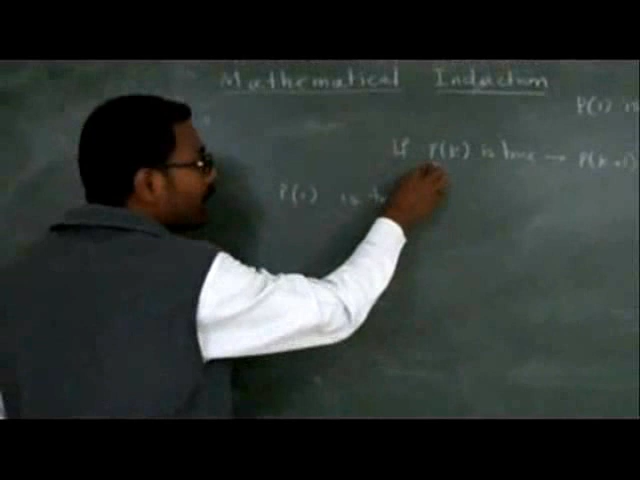 Mathematical Induction
P(1) is
If P(k) is true → P(k+1)
P(1) is